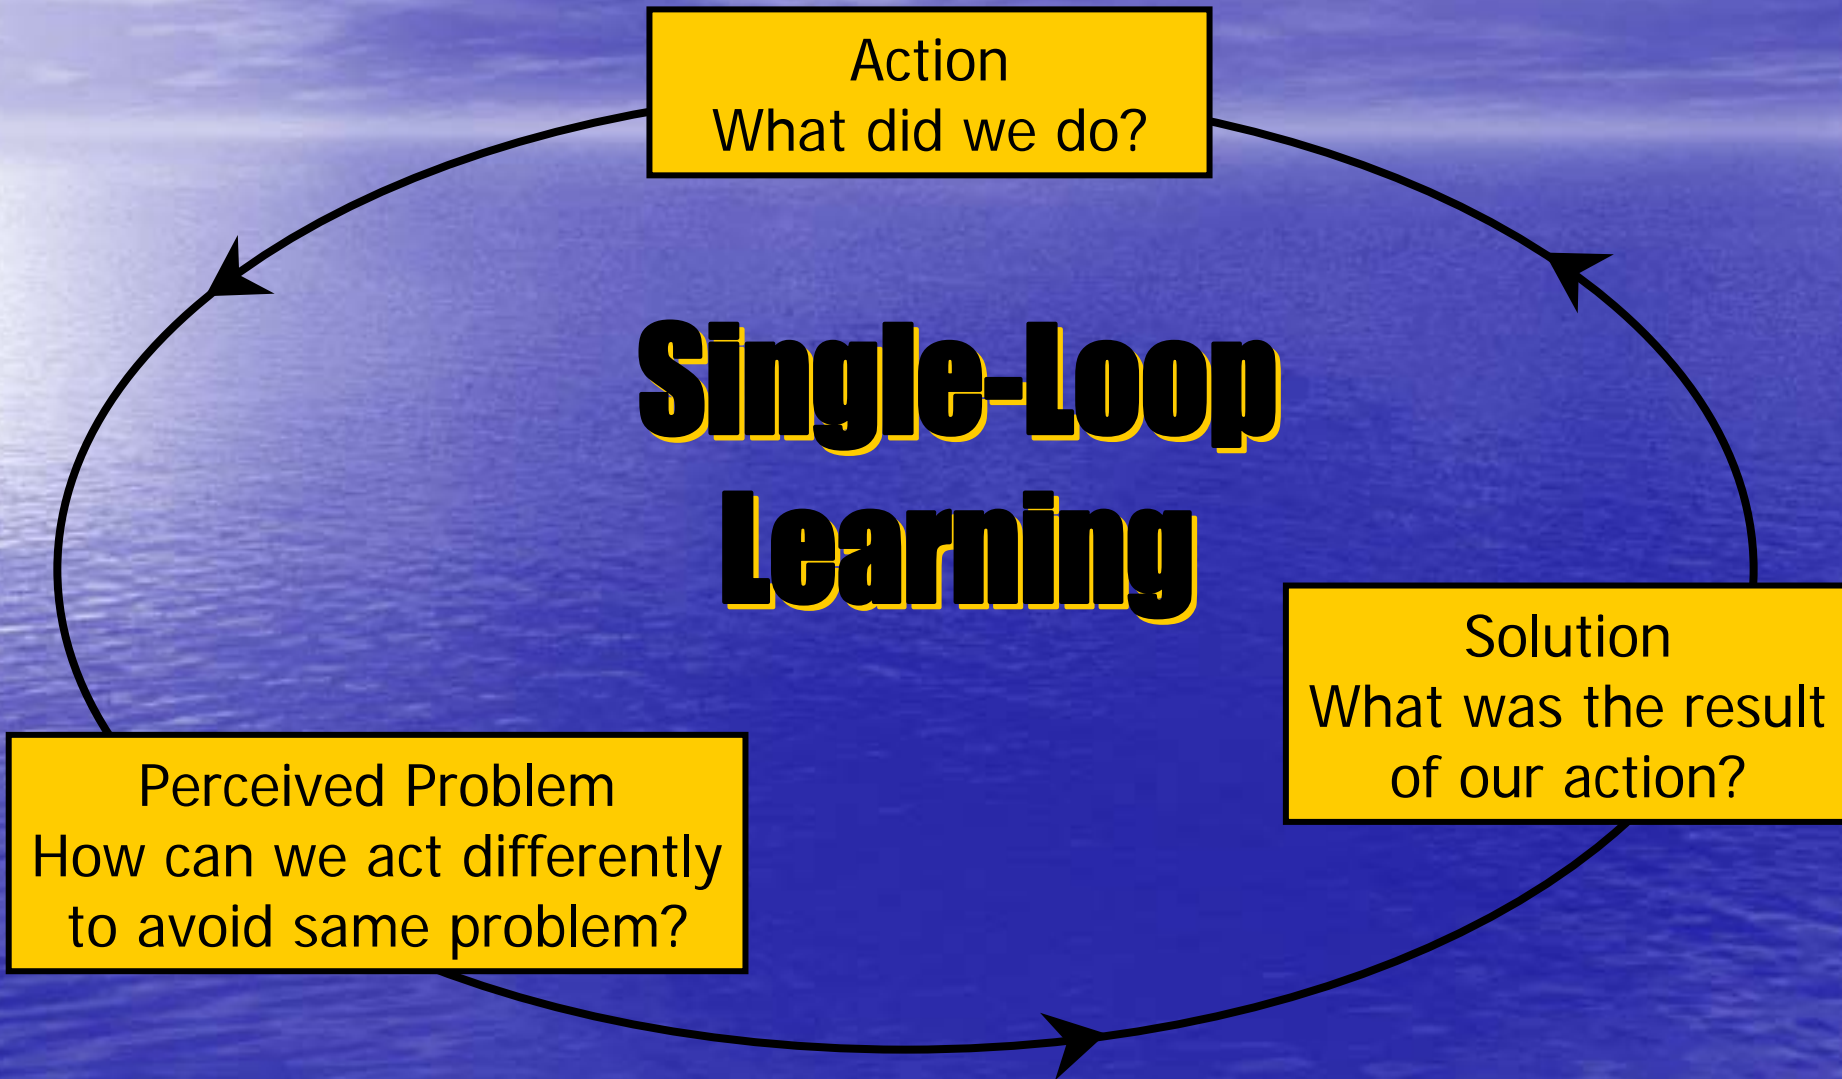 Action
What did we do?
Single-Loop
Learning
Solution
What was the result
of our action?
Perceived Problem
How can we act differently
to avoid same problem?